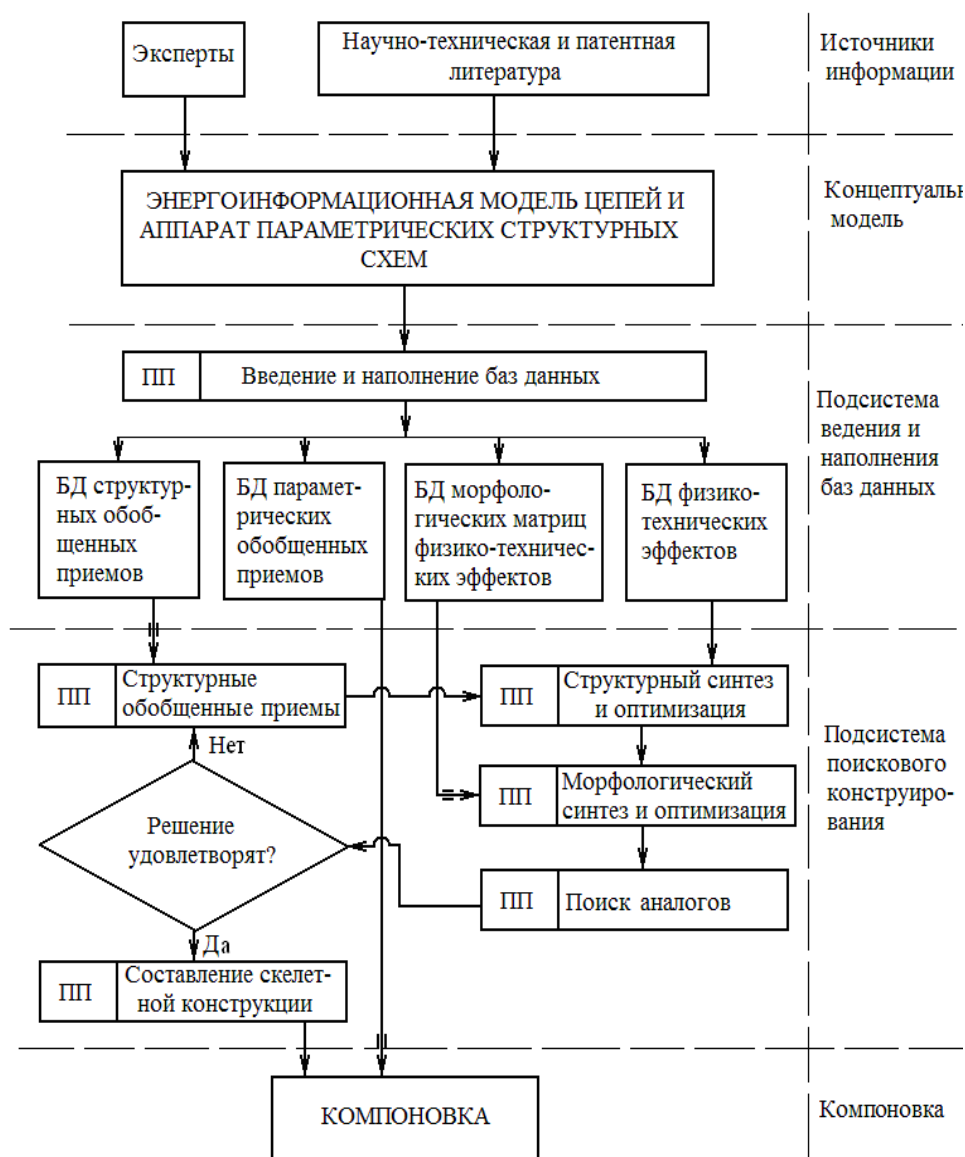 Эксперты
Научно-техническая и патентная
литература
Источники
информации
ЭНЕРГОИНФОРМАЦИОННАЯ МОДЕЛЬ ЦЕПЕЙ И
АППАРАТ ПАРАМЕТРИЧЕСКИХ СТРУКТУРНЫХ
СХЕМ
Концептуальн
модель
ПП
Введение и наполнение баз данных
Подсистема
ведения и
наполнения
баз данных
БД структур-
ных обоб-
щенных
приемов
БД парамет-
рических
обобщенных
приемов
БД морфоло-
гических матриц
физико-техничес-
ких эффектов
БД физико-
технических
эффектов
ПП
Структурные
обобщенные приемы
ПП
Структурный синтез
и оптимизация
Подсистема
поискового
конструиро-
вания
Нет
ПП
Морфологический
синтез и оптимизация
Решение
удовлетворят?
ПП
Поиск аналогов
Да
ПП
Составление скелет-
ной конструкции
КОМПОНОВКА
Компоновка